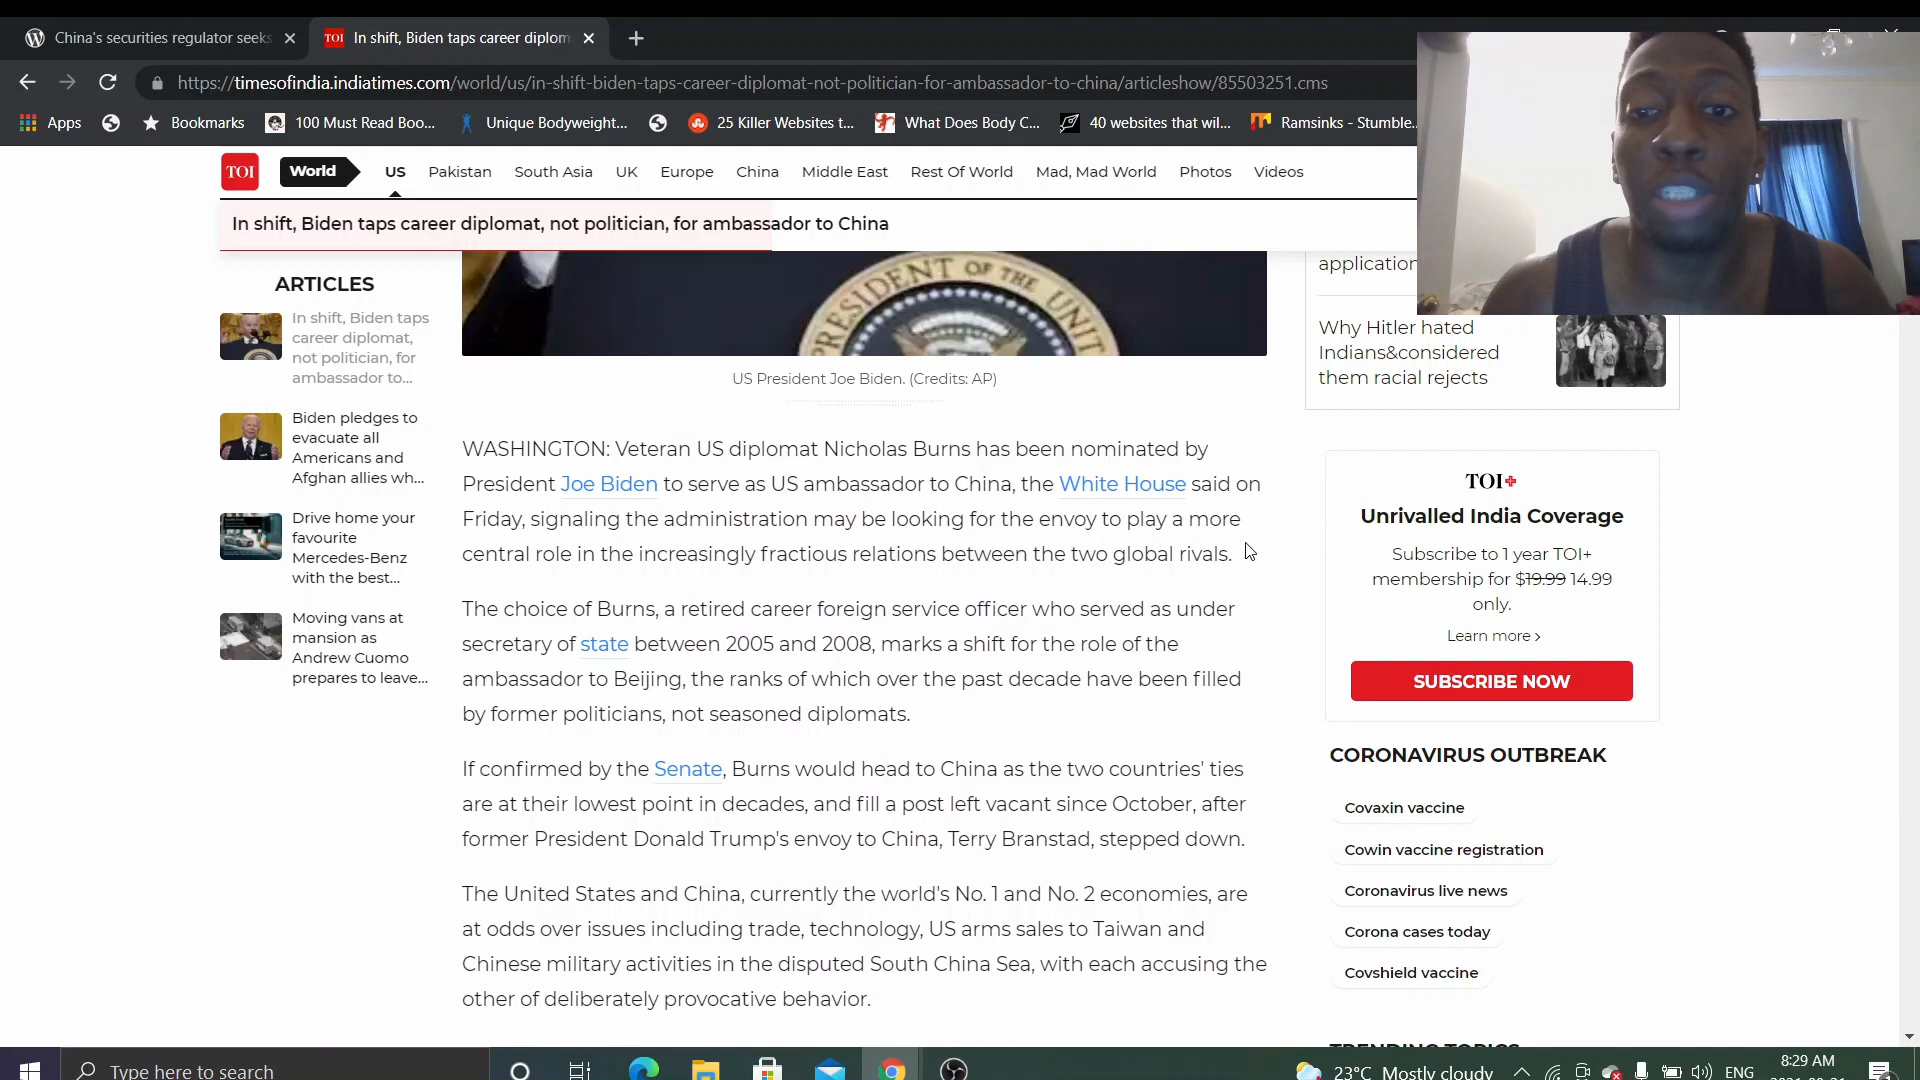 China's securities regulator seeks
TOI In shift, Biden taps career diplom
https://timesofindia.indiatimes.com/world/us/in-shift-biden-taps-career-diplomat-not-politician-for-ambassador-to-china/articleshow/85503251.cms
Apps Bookmarks 100 Must Read Boo... Unique Bodyweight... 25 Killer Websites t... What Does Body C... 40 websites that wil... Ramsinks - Stumble...
TOI World US Pakistan South Asia UK Europe China Middle East Rest Of World Mad, Mad World Photos Videos
In shift, Biden taps career diplomat, not politician, for ambassador to China
ARTICLES
In shift, Biden taps
career diplomat,
not politician, for
ambassador to...
Biden pledges to
evacuate all
Americans and
Afghan allies wh...
Drive home your
favourite
Mercedes-Benz
with the best...
Moving vans at
mansion as
Andrew Cuomo
prepares to leave...
PRESIDENT OF THE UNIT
US President Joe Biden. (Credits: AP)
WASHINGTON: Veteran US diplomat Nicholas Burns has been nominated by
President Joe Biden to serve as US ambassador to China, the White House said on
Friday, signaling the administration may be looking for the envoy to play a more
central role in the increasingly fractious relations between the two global rivals.
The choice of Burns, a retired career foreign service officer who served as under
secretary of state between 2005 and 2008, marks a shift for the role of the
ambassador to Beijing, the ranks of which over the past decade have been filled
by former politicians, not seasoned diplomats.
If confirmed by the Senate, Burns would head to China as the two countries' ties
are at their lowest point in decades, and fill a post left vacant since October, after
former President Donald Trump's envoy to China, Terry Branstad, stepped down.
The United States and China, currently the world's No. 1 and No. 2 economies, are
at odds over issues including trade, technology, US arms sales to Taiwan and
Chinese military activities in the disputed South China Sea, with each accusing the
other of deliberately provocative behavior.
application
Why Hitler hated
Indians&considered
them racial rejects
TOI+
Unrivalled India Coverage
Subscribe to 1 year TOI+
membership for $19.99 14.99
only.
Learn more >
SUBSCRIBE NOW
CORONAVIRUS OUTBREAK
Covaxin vaccine
Cowin vaccine registration
Coronavirus live news
Corona cases today
Covshield vaccine
TRENDING TOPICS
Type here to search
23°C Mostly cloudy
ENG
8:29 AM